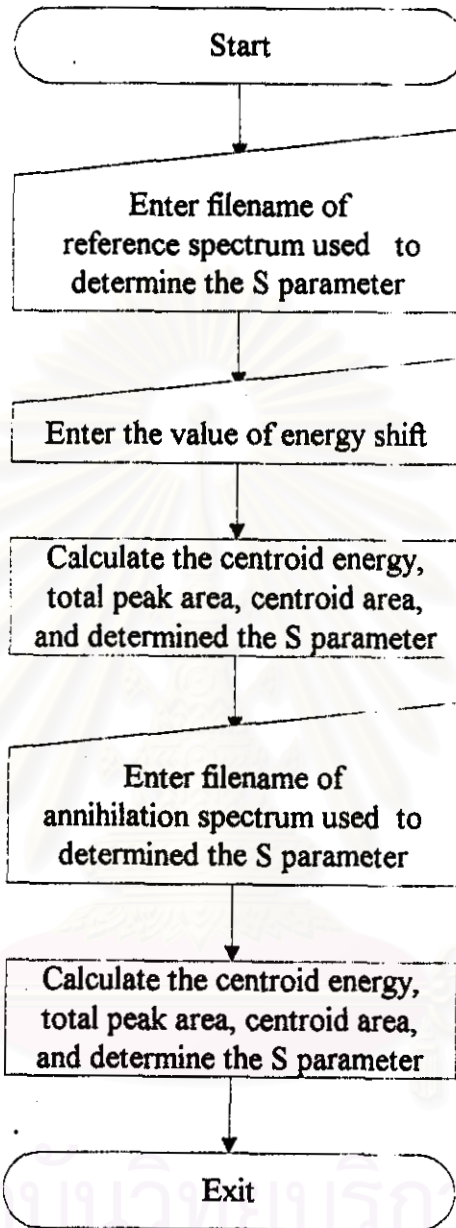 Start
Enter filename of
reference spectrum used to
determine the S parameter
Enter the value of energy shift
Calculate the centroid energy,
total peak area, centroid area,
and determined the S parameter
Enter filename of
annihilation spectrum used to
determined the S parameter
Calculate the centroid energy,
total peak area, centroid area,
and determine the S parameter
Exit